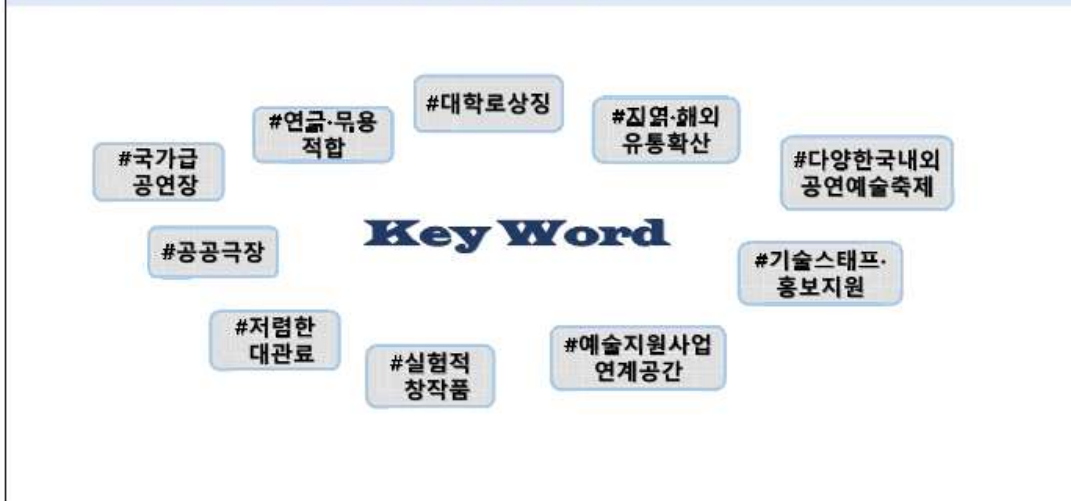 #대학로상징
#연극·무용
적합
#지역·해외
유통확산
#국가급
공연장
#다양한국내외
공연예술축제
Key Word
#공공극장
#기술스태프·
홍보지원
#저렴한
대관료
#실험적
창작품
#예술지원사업
연계공간